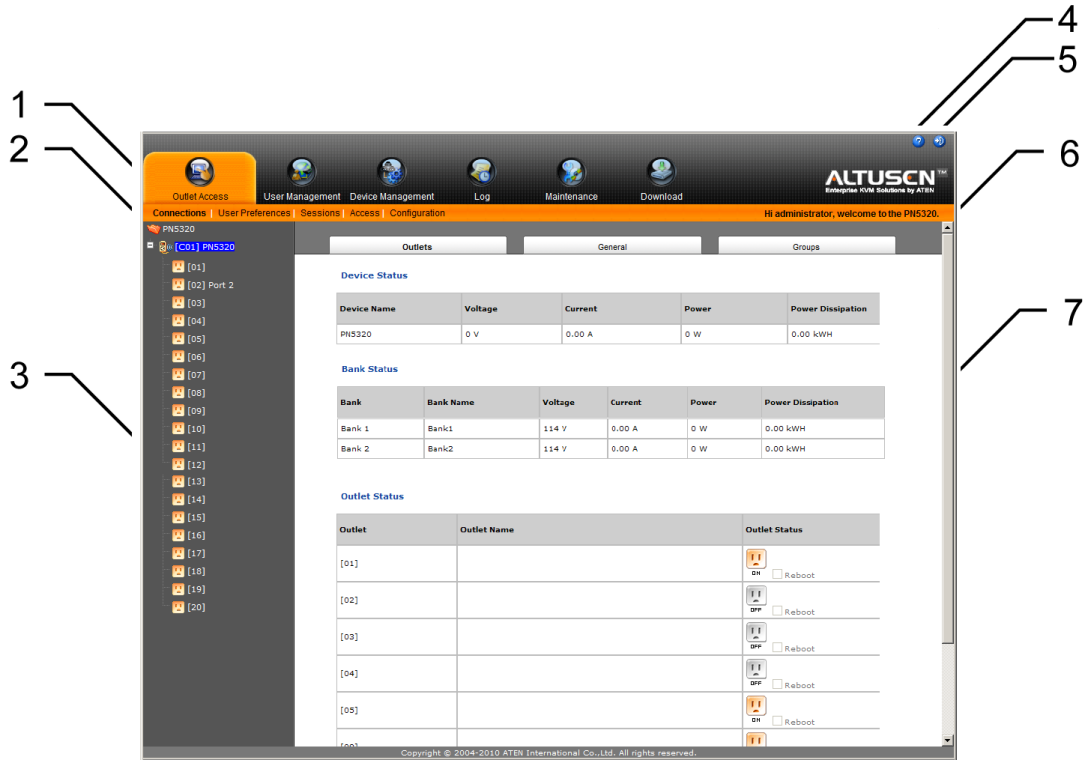 4
5
1
2
6
ALTUSEN™
Enterprise KVM Solutions by ATEN
Outlet Access User Management Device Management Log Maintenance Download
Connections | User Preferences | Sessions | Access | Configuration Hi administrator, welcome to the PN5320.
PN5320
[C01] PN5320
[01]
[02] Port 2
[03]
[04]
[05]
[06]
[07]
[08]
[09]
[10]
[11]
[12]
[13]
[14]
[15]
[16]
[17]
[18]
[19]
[20]
3
7
Outlets General Groups
Device Status
Device Name Voltage Current Power Power Dissipation
PN5320 0 V 0.00 A 0 W 0.00 kWH
Bank Status
Bank Bank Name Voltage Current Power Power Dissipation
Bank 1 Bank1 114 V 0.00 A 0 W 0.00 kWH
Bank 2 Bank2 114 V 0.00 A 0 W 0.00 kWH
Outlet Status
Outlet Outlet Name Outlet Status
[01] ON Reboot
[02] OFF Reboot
[03] OFF Reboot
[04] OFF Reboot
[05] ON Reboot
Copyright © 2004-2010 ATEN International Co.,Ltd. All rights reserved.